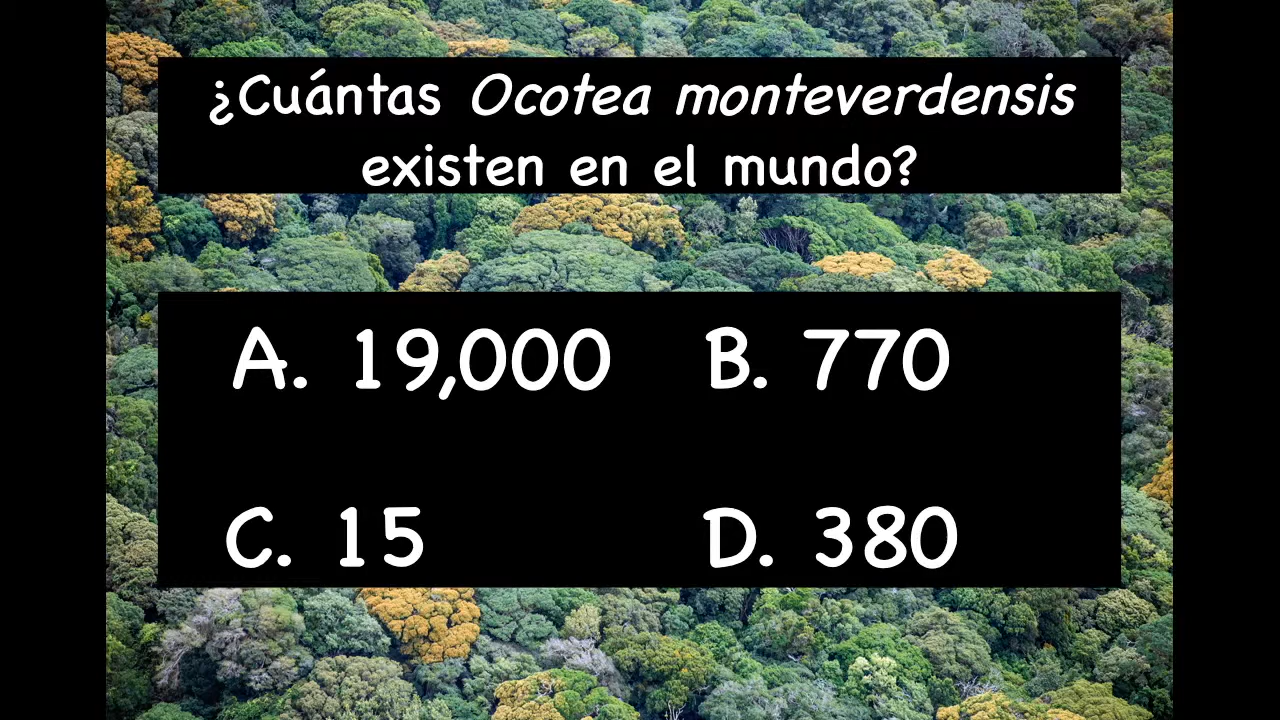 ¿Cuántas Ocotea monteverdensis
existen en el mundo?
A. 19,000 B. 770
C. 15 D. 380